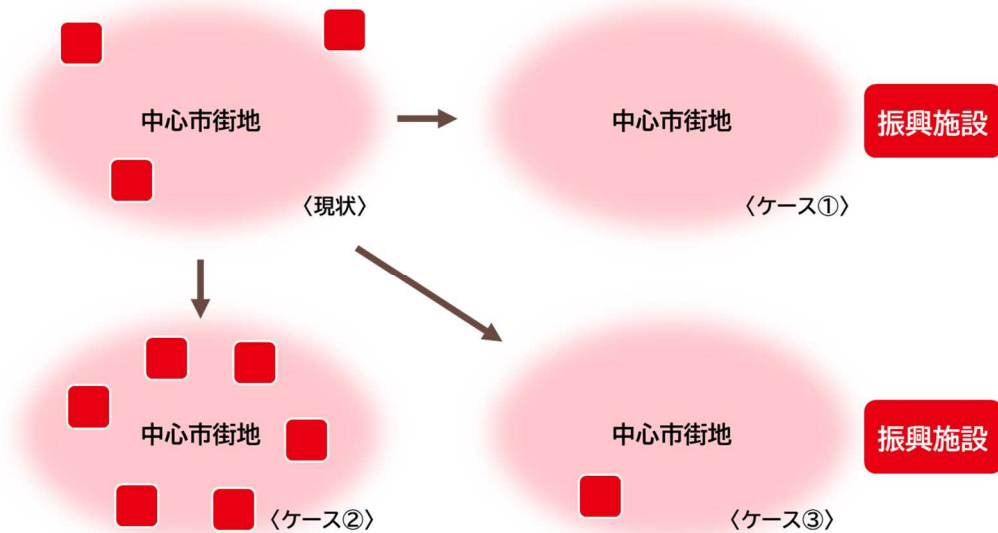 中心市街地
〈現状〉
中心市街地
振興施設
〈ケース①〉
中心市街地
〈ケース②〉
中心市街地
振興施設
〈ケース③〉